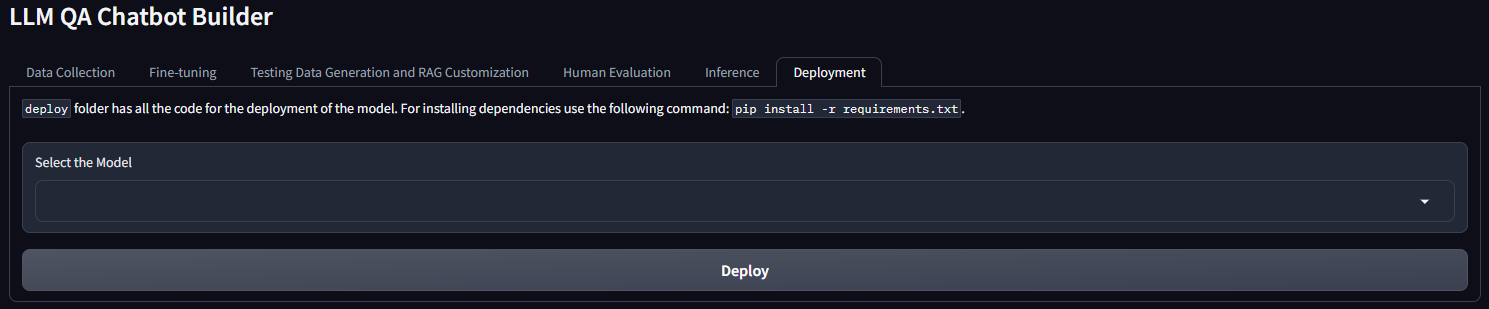 LLM QA Chatbot Builder
Data Collection Fine-tuning Testing Data Generation and RAG Customization Human Evaluation Inference Deployment
deploy folder has all the code for the deployment of the model. For installing dependencies use the following command: pip install -r requirements.txt.
Select the Model
Deploy